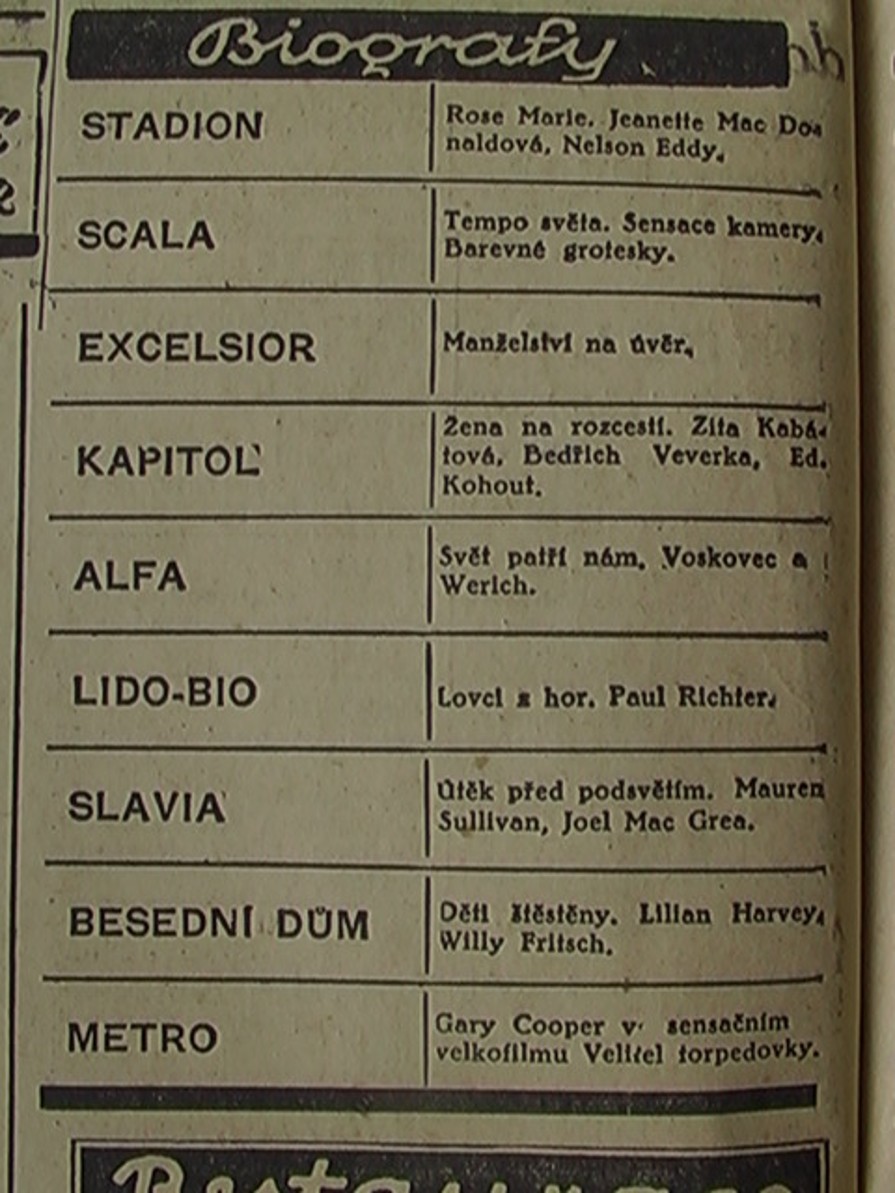 Biografy
STADION
Rose Marie. Jeanette Mac Do-
naldová, Nelson Eddy.
SCALA
Tempo světa. Sensace kamery.
Barevné grotesky.
EXCELSIOR
Manželství na úvěr.
KAPITOL
Žena na rozcestí. Zita Kabá-
tová, Bedřich Veverka, Ed.
Kohout.
ALFA
Svět patří nám. Voskovec a
Werich.
LIDO-BIO
Lovci z hor. Paul Richter.
SLAVIA
Útěk před podsvětím. Mauren
Sullivan, Joel Mac Grea.
BESEDNÍ DŮM
Děti štěstěny. Lilian Harvey,
Willy Fritsch.
METRO
Gary Cooper v sensačním
velkofilmu Velitel torpedovky.